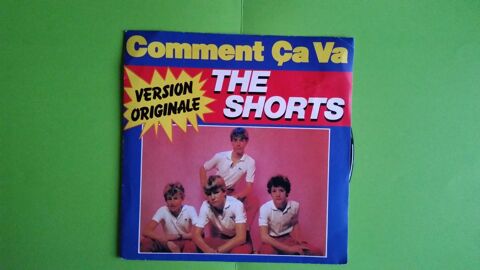 Comment Ça Va
THE
SHORTS
VERSION
ORIGINALE